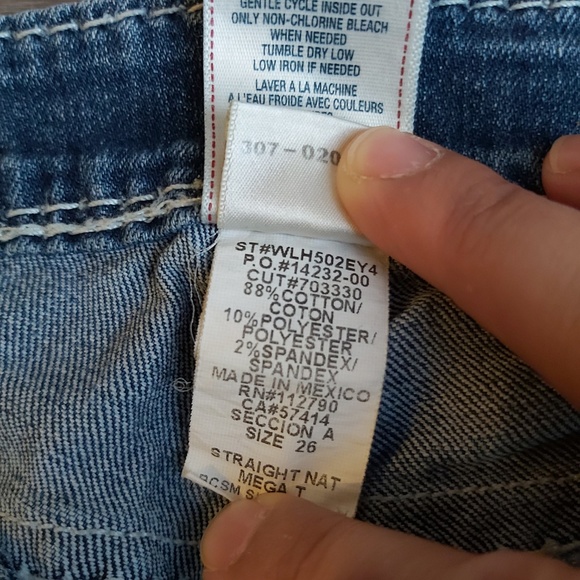 GENTLE CYCLE INSIDE OUT
ONLY NON-CHLORINE BLEACH
WHEN NEEDED
TUMBLE DRY LOW
LOW IRON IF NEEDED
LAVER A LA MACHINE
A L'EAU FROIDE AVEC COULEURS
307-020
ST#WLH502EY4
P.O.#14232-00
CUT#703330
88%COTTON/
COTON
10%POLYESTER/
POLYESTER
2%SPANDEX/
SPANDEX
MADE IN MEXICO
RN#112790
CA#57414
SECCION A
SIZE 26
STRAIGHT NAT
MEGA T